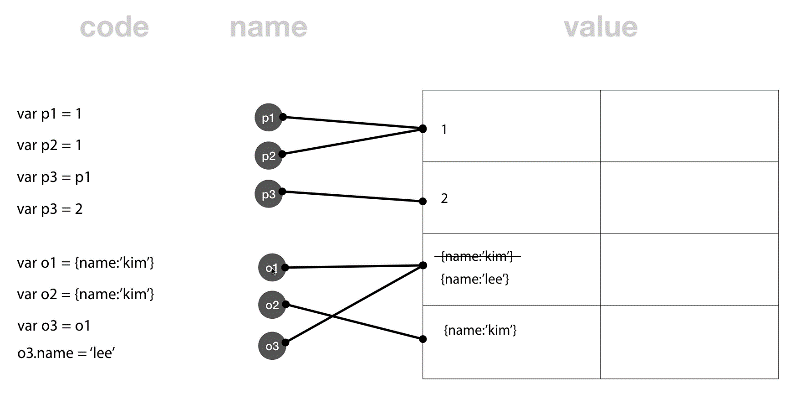 code name value
var p1 = 1
var p2 = 1
var p3 = p1
var p3 = 2
var o1 = {name:‘kim’}
var o2 = {name:‘kim’}
var o3 = o1
o3.name = ‘lee’
p1
p2
p3
o1
o2
o3
1
2
{name:‘kim’}
{name:‘lee’}
{name:‘kim’}